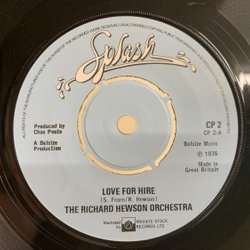 Splash
Produced by
Chas Peate
A Belsize
Production
CP 2
CP 2-A
Belsize Music
℗ 1976
Made in
Great Britain
LOVE FOR HIRE
(S. Fearn/R. Hewson)
THE RICHARD HEWSON ORCHESTRA
Marketed
by
PRIVATE STOCK
RECORDS LTD